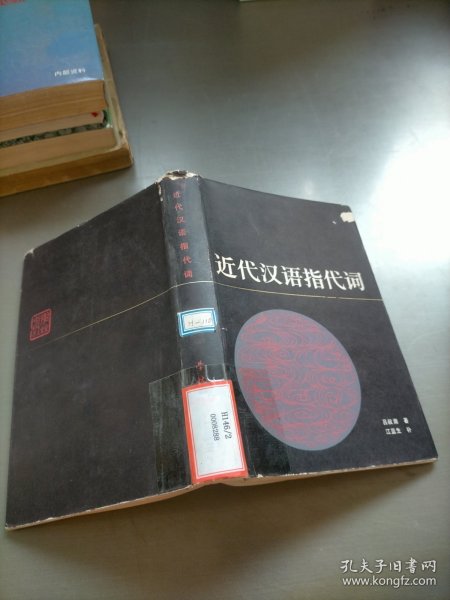 内部资料
近代汉语指代词
近代汉语指代词
吕叔湘 著
江蓝生 补
H146/2
0008288
孔夫子旧书网
www.kongfz.com